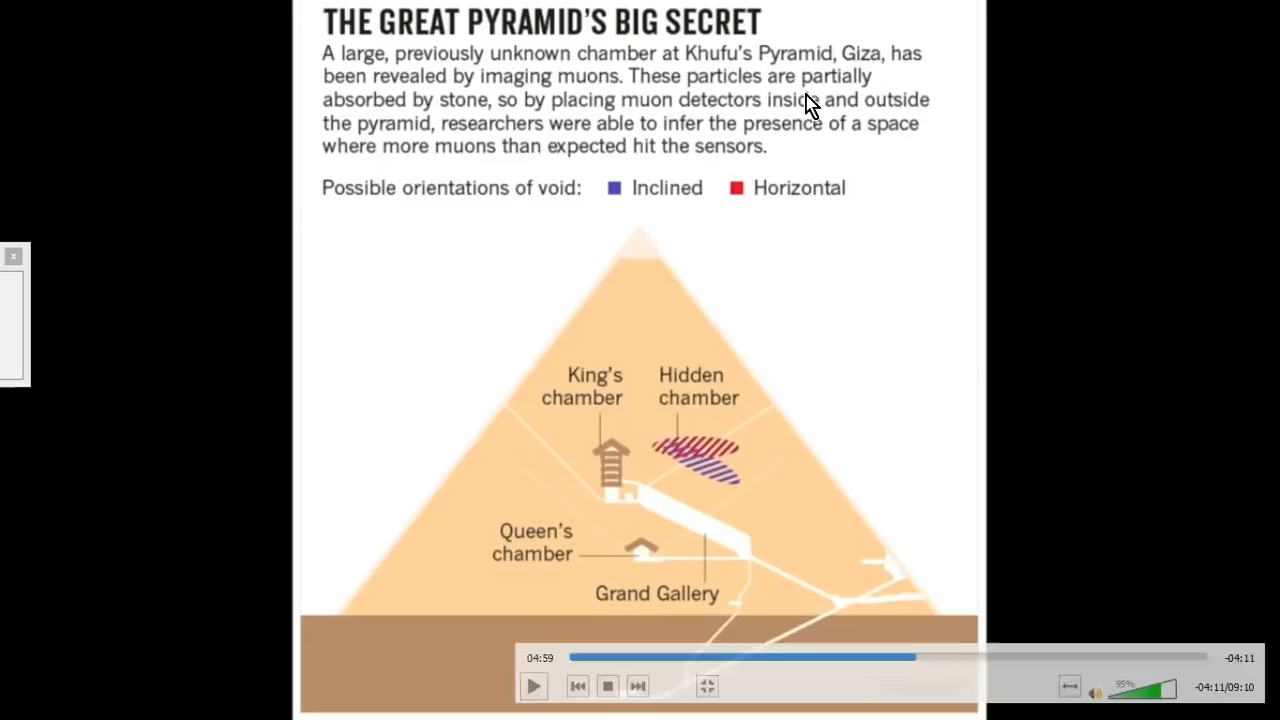 THE GREAT PYRAMID'S BIG SECRET
A large, previously unknown chamber at Khufu's Pyramid, Giza, has
been revealed by imaging muons. These particles are partially
absorbed by stone, so by placing muon detectors inside and outside
the pyramid, researchers were able to infer the presence of a space
where more muons than expected hit the sensors.
Possible orientations of void: Inclined Horizontal
King's
chamber
Hidden
chamber
Queen's
chamber
Grand Gallery
04:59
-04:11
95%
-04:11/09:10